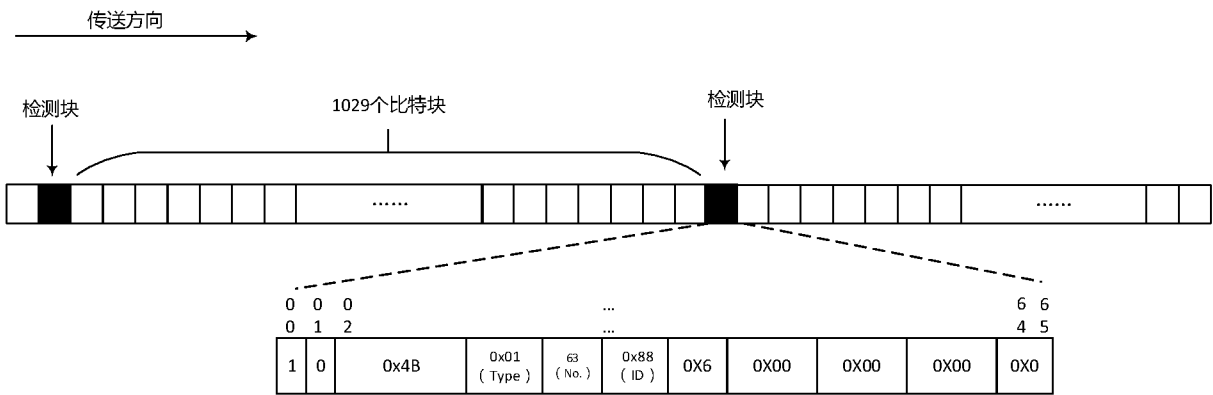 传送方向
检测块
1029个比特块
检测块
······
······
0 0 0 ... 6 6
0 1 2 ... 4 5
1 0 0x4B 0x01 63 0x88 0X6 0X00 0X00 0X00 0X0
( Type ) ( No. ) ( ID )